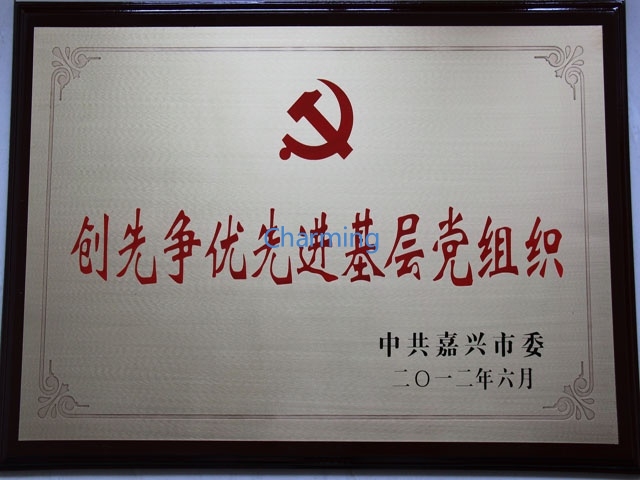 创先争优先进基层党组织
Charming
中共嘉兴市委
二〇一二年六月